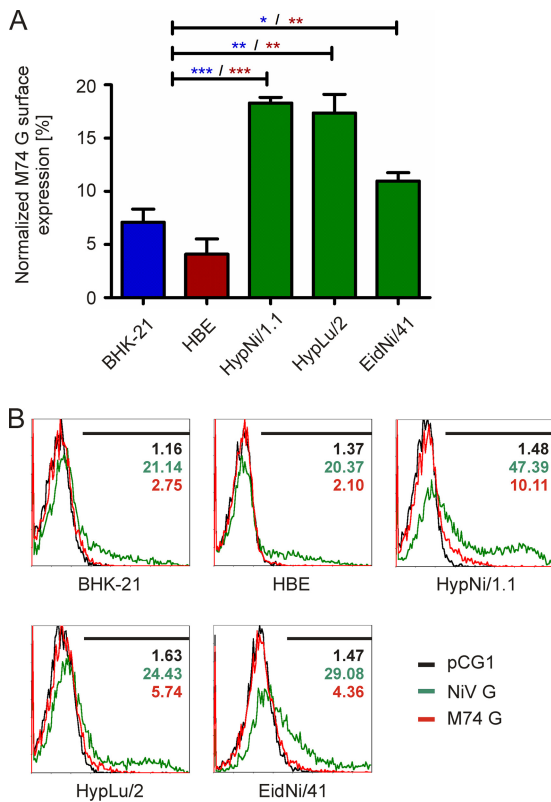 A
* / **
** / **
*** / ***
Normalized M74 G surface
expression [%]
20
15
10
5
0
BHK-21
HBE
HypNi/1.1
HypLu/2
EidNi/41
B
1.16
21.14
2.75
BHK-21
1.37
20.37
2.10
HBE
1.48
47.39
10.11
HypNi/1.1
1.63
24.43
5.74
HypLu/2
1.47
29.08
4.36
EidNi/41
pCG1
NiV G
M74 G